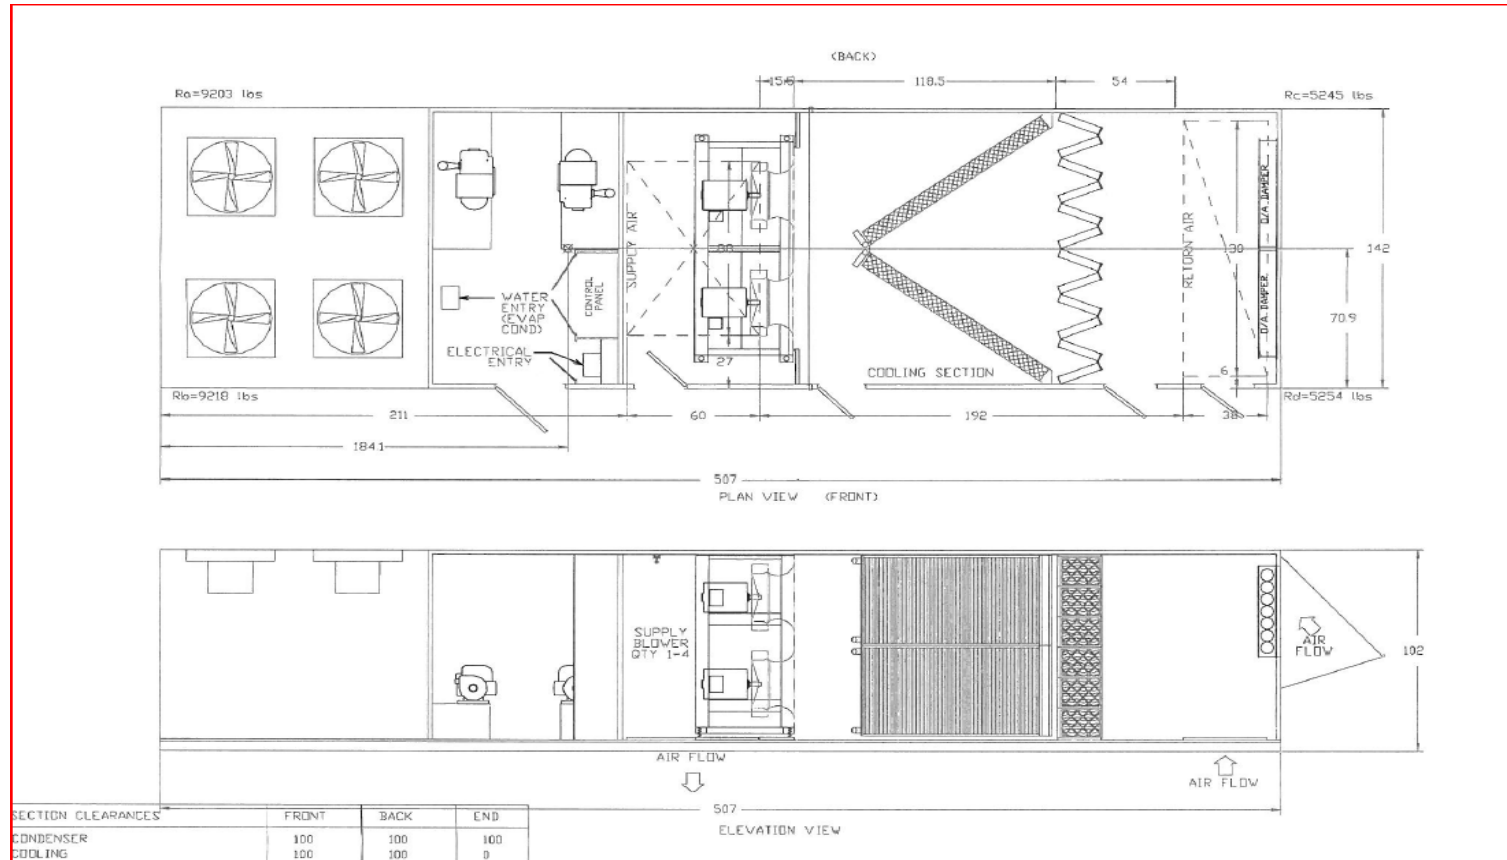 (BACK)
15.6
118.5
54
Ra=9203 lbs
Rc=5245 lbs
SUPPLY AIR
88
RETURN AIR
O/A. DAMPER
142
WATER
ENTRY
(EVAP
COND)
CONTROL
PANEL
O/A. DAMPER
70.9
ELECTRICAL
ENTRY
27
COOLING SECTION
6
Rb=9218 lbs
Rd=5254 lbs
211
60
192
38
184.1
507
PLAN VIEW (FRONT)
SUPPLY
BLOWER
QTY 1-4
AIR
FLOW
102
AIR FLOW
AIR FLOW
507
ELEVATION VIEW
SECTION CLEARANCES FRONT BACK END
CONDENSER 100 100 100
COOLING 100 100 0